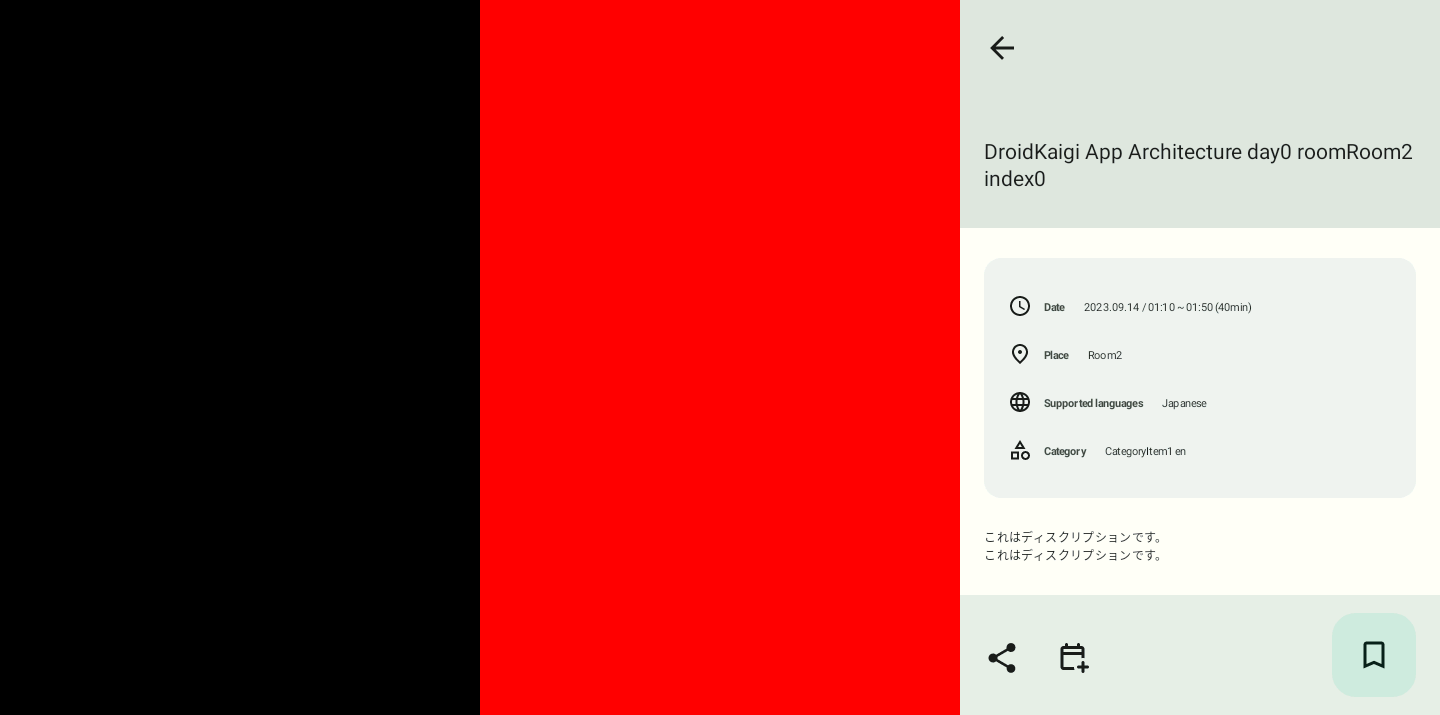 DroidKaigi App Architecture day0 roomRoom2
index0
Date 2023.09.14 / 01:10 ~ 01:50 (40min)
Place Room2
Supported languages Japanese
Category CategoryItem1 en
これはディスクリプションです。
これはディスクリプションです。